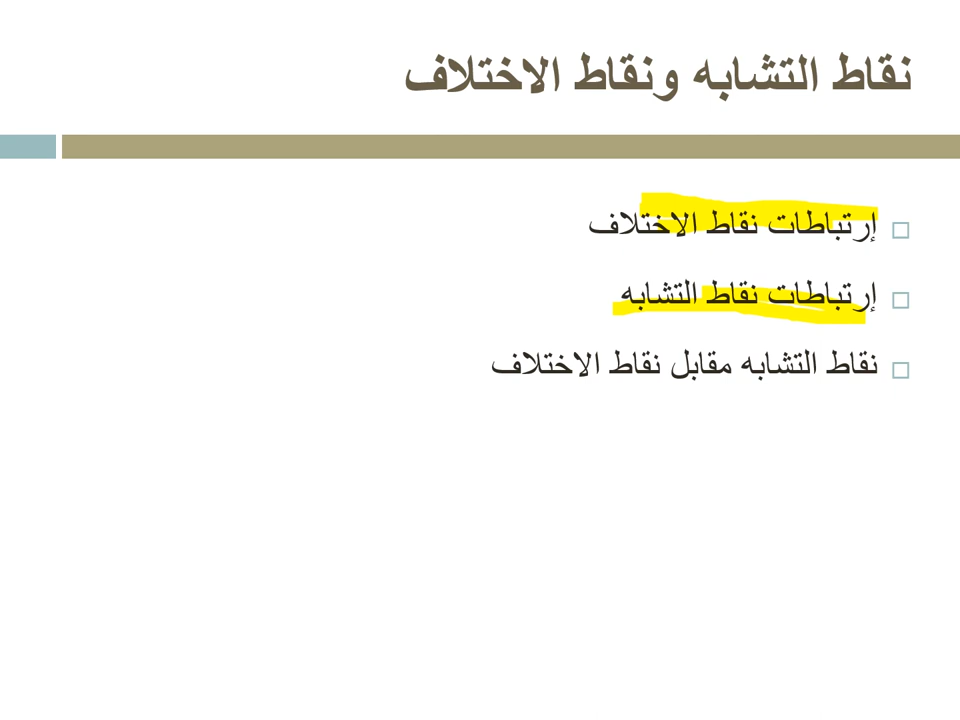 نقاط التشابه ونقاط الاختلاف
إرتباطات نقاط الاختلاف
إرتباطات نقاط التشابه
نقاط التشابه مقابل نقاط الاختلاف